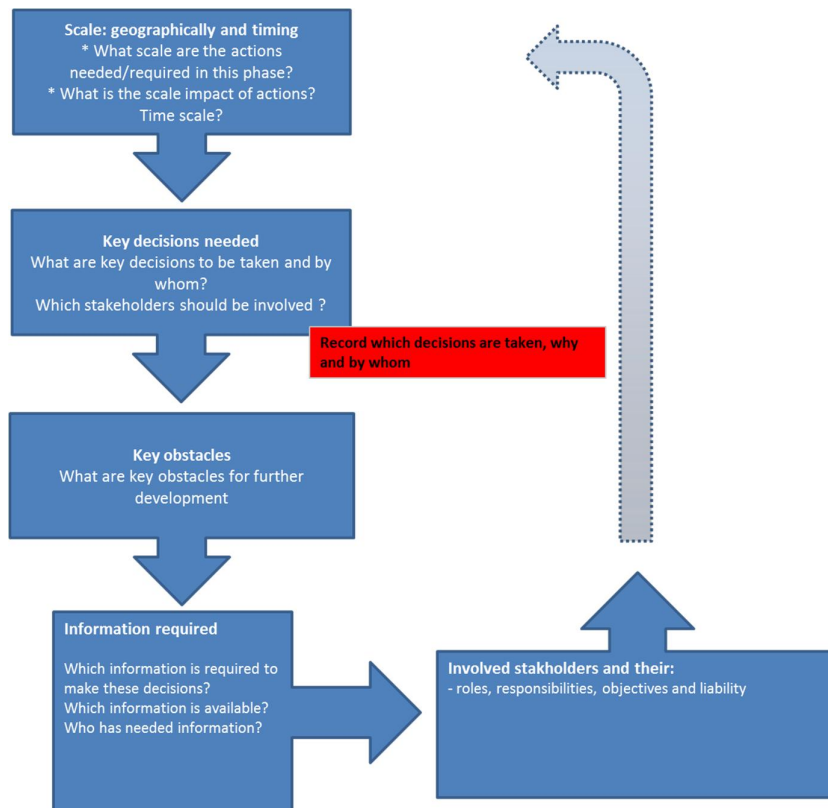 Scale: geographically and timing
* What scale are the actions
needed/required in this phase?
* What is the scale impact of actions?
Time scale?
Key decisions needed
What are key decisions to be taken and by
whom?
Which stakeholders should be involved ?
Record which decisions are taken, why
and by whom
Key obstacles
What are key obstacles for further
development
Information required
Which information is required to
make these decisions?
Which information is available?
Who has needed information?
Involved stakholders and their:
- roles, responsibilities, objectives and liability